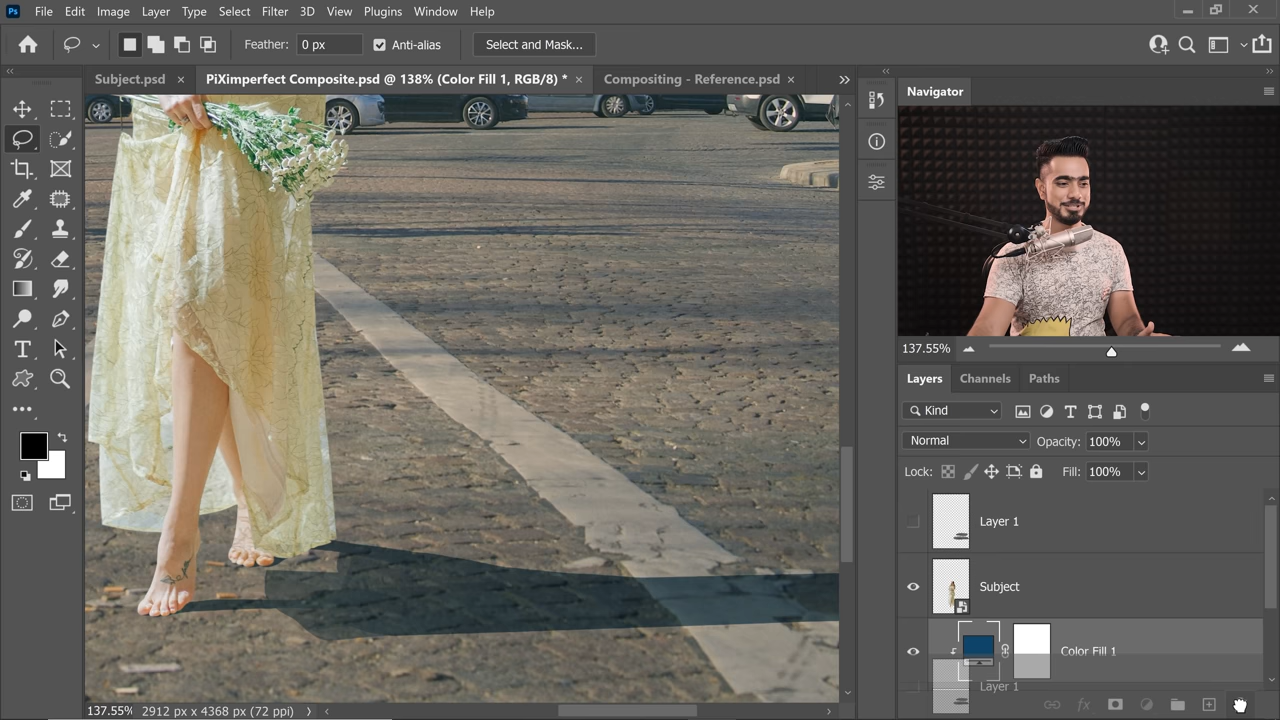 Ps File Edit Image Layer Type Select Filter 3D View Plugins Window Help
Feather: 0 px Anti-alias Select and Mask...
Subject.psd × PiXimperfect Composite.psd @ 138% (Color Fill 1, RGB/8) * × Compositing - Reference.psd ×
Navigator
137.55%
Layers Channels Paths
Kind
Normal Opacity: 100%
Lock: Fill: 100%
Layer 1
Subject
Color Fill 1
Layer 1
137.55% 2912 px x 4368 px (72 ppi)